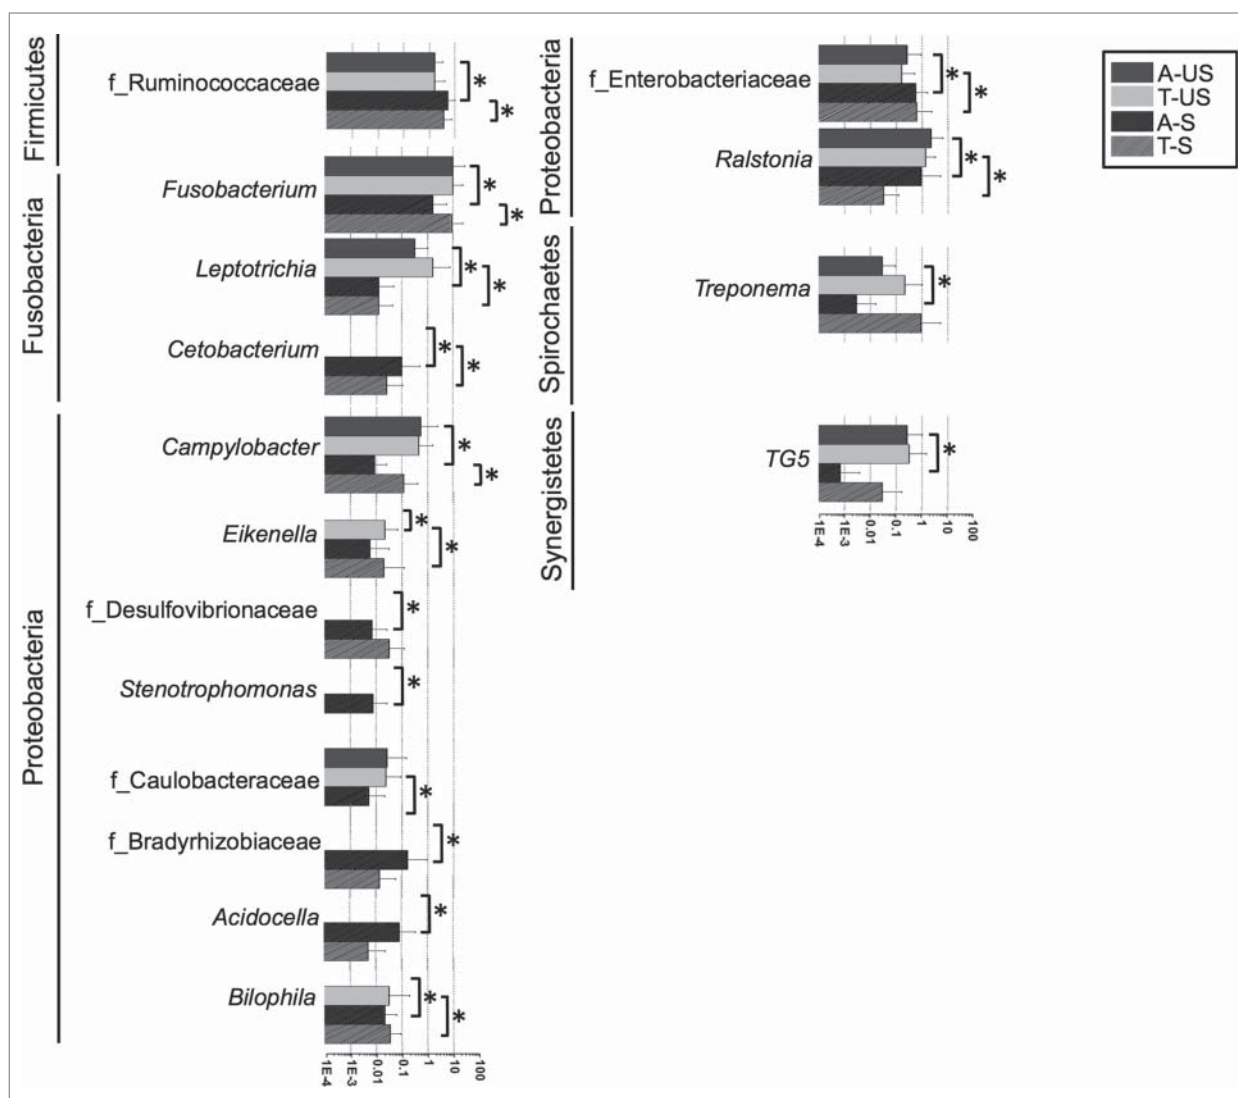 Firmicutes
f_Ruminococcaceae
*
*
Fusobacteria
Fusobacterium
*
*
Leptotrichia
*
*
Cetobacterium
*
*
Proteobacteria
Campylobacter
*
*
Eikenella
*
*
f_Desulfovibrionaceae
*
Stenotrophomonas
*
f_Caulobacteraceae
*
f_Bradyrhizobiaceae
*
Acidocella
*
Bilophila
*
*
1E-4
1E-3
0.01
0.1
1
10
100
Proteobacteria
f_Enterobacteriaceae
*
*
Ralstonia
*
*
Spirochaetes
Treponema
*
Synergistetes
TG5
*
1E-4
1E-3
0.01
0.1
1
10
100
A-US
T-US
A-S
T-S